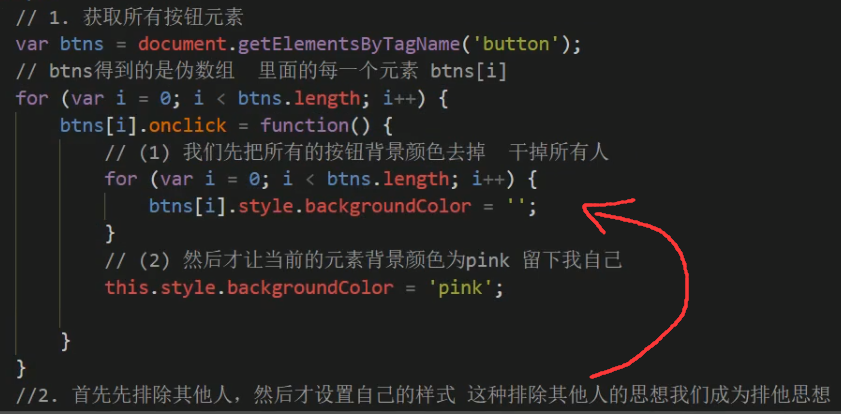 // 1. 获取所有按钮元素
var btns = document.getElementsByTagName('button');
// btns得到的是伪数组  里面的每一个元素 btns[i]
for (var i = 0; i < btns.length; i++) {
    btns[i].onclick = function() {
        // (1) 我们先把所有的按钮背景颜色去掉  干掉所有人
        for (var i = 0; i < btns.length; i++) {
            btns[i].style.backgroundColor = '';
        }
        // (2) 然后才让当前的元素背景颜色为pink 留下我自己
        this.style.backgroundColor = 'pink';
    }
}
//2. 首先先排除其他人，然后才设置自己的样式 这种排除其他人的思想我们成为排他思想